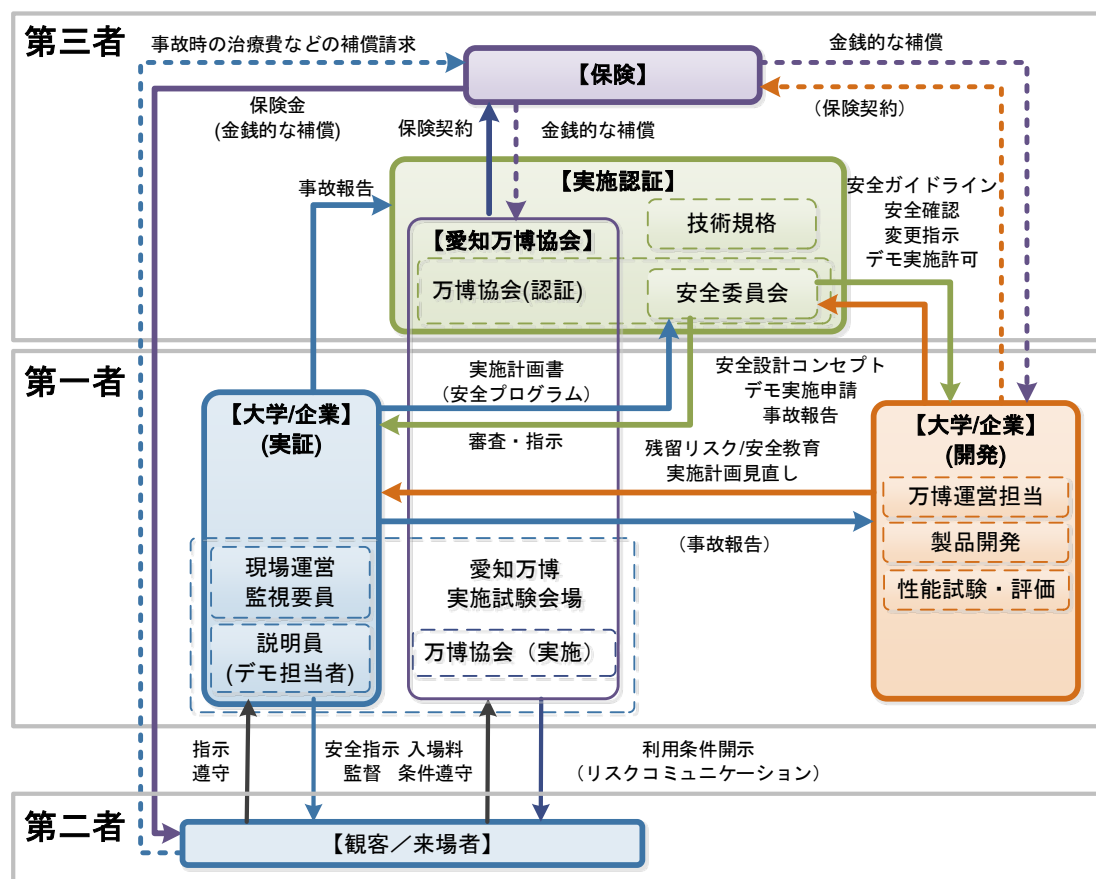 第三者
事故時の治療費などの補償請求
【保険】
金銭的な補償
保険金
(金銭的な補償)
保険契約
金銭的な補償
（保険契約）
事故報告
【実施認証】
技術規格
【愛知万博協会】
万博協会(認証)
安全委員会
安全ガイドライン
安全確認
変更指示
デモ実施許可
第一者
実施計画書
（安全プログラム）
審査・指示
安全設計コンセプト
デモ実施申請
事故報告
【大学/企業】
(実証)
残留リスク/安全教育
実施計画見直し
（事故報告）
【大学/企業】
(開発)
万博運営担当
製品開発
性能試験・評価
現場運営
監視要員
説明員
(デモ担当者)
愛知万博
実施試験会場
万博協会（実施）
指示
遵守
安全指示
監督
入場料
条件遵守
利用条件開示
（リスクコミュニケーション）
第二者
【観客／来場者】